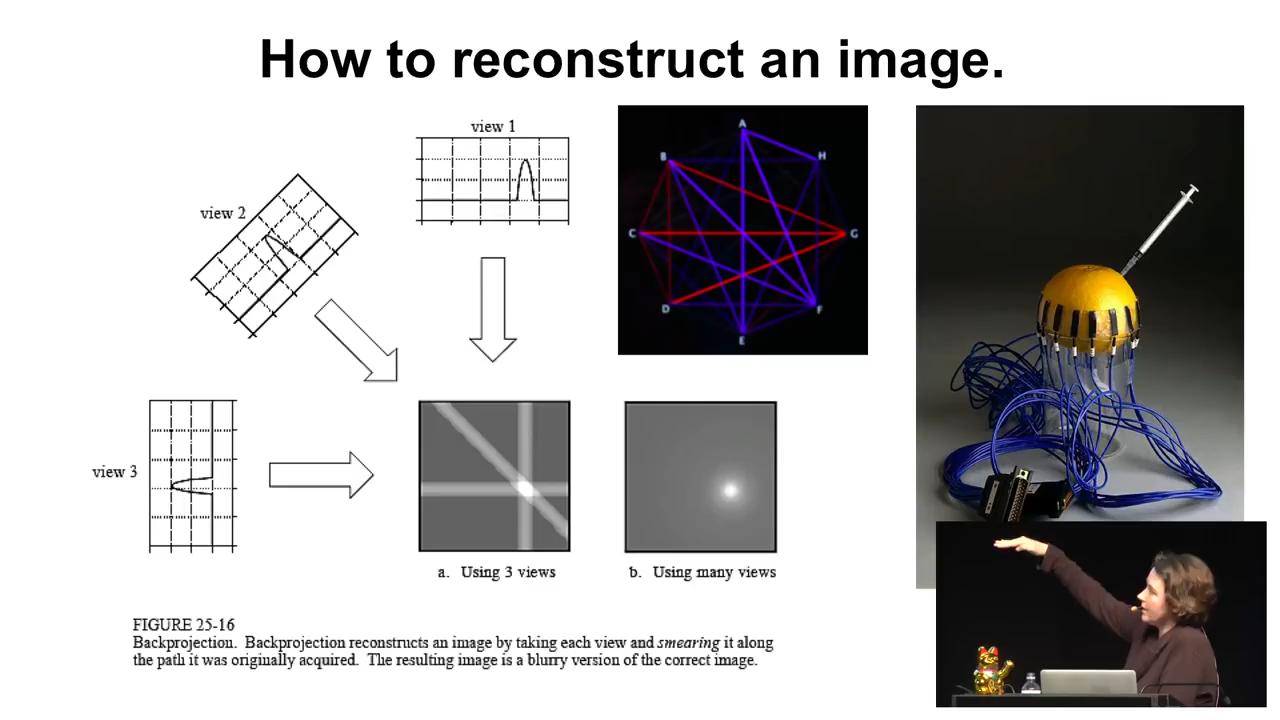 How to reconstruct an image.
view 1
view 2
view 3
A
B
H
C
G
D
F
E
a. Using 3 views
b. Using many views
FIGURE 25-16
Backprojection. Backprojection reconstructs an image by taking each view and smearing it along
the path it was originally acquired. The resulting image is a blurry version of the correct image.